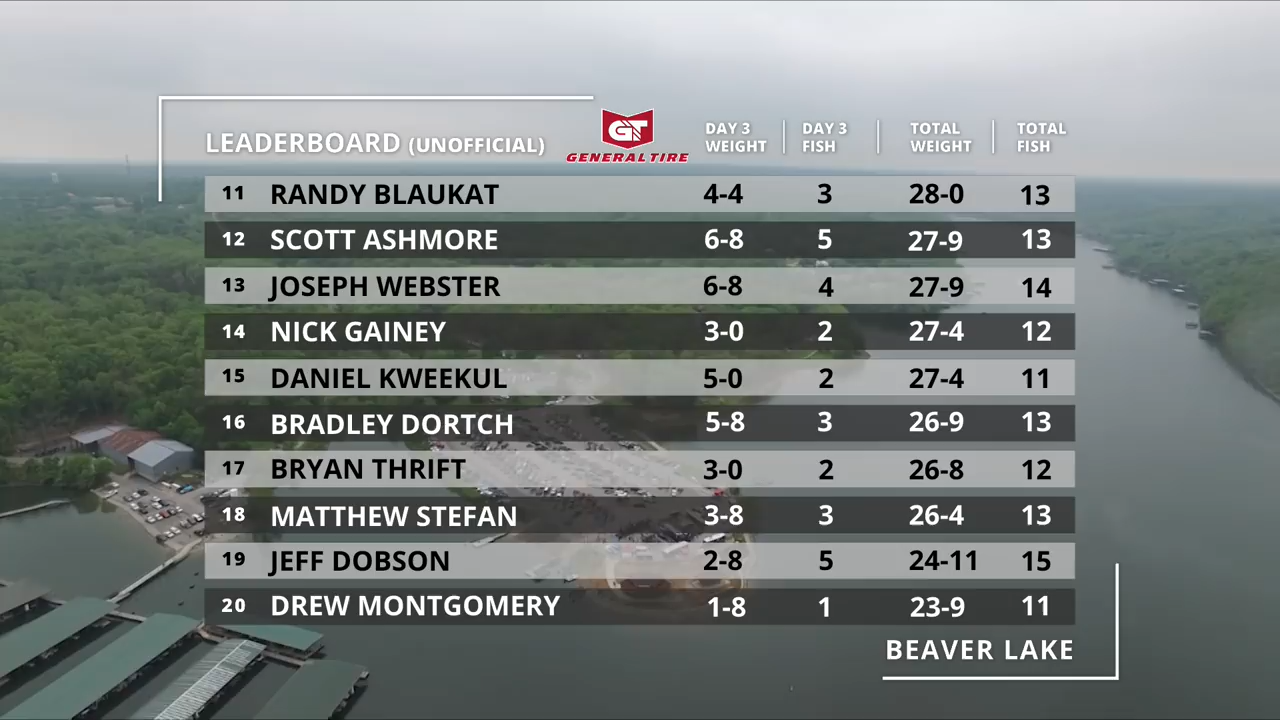 LEADERBOARD (UNOFFICIAL) GT GENERAL TIRE DAY 3 WEIGHT DAY 3 FISH TOTAL WEIGHT TOTAL FISH
11 RANDY BLAUKAT 4-4 3 28-0 13
12 SCOTT ASHMORE 6-8 5 27-9 13
13 JOSEPH WEBSTER 6-8 4 27-9 14
14 NICK GAINEY 3-0 2 27-4 12
15 DANIEL KWEEKUL 5-0 2 27-4 11
16 BRADLEY DORTCH 5-8 3 26-9 13
17 BRYAN THRIFT 3-0 2 26-8 12
18 MATTHEW STEFAN 3-8 3 26-4 13
19 JEFF DOBSON 2-8 5 24-11 15
20 DREW MONTGOMERY 1-8 1 23-9 11
BEAVER LAKE